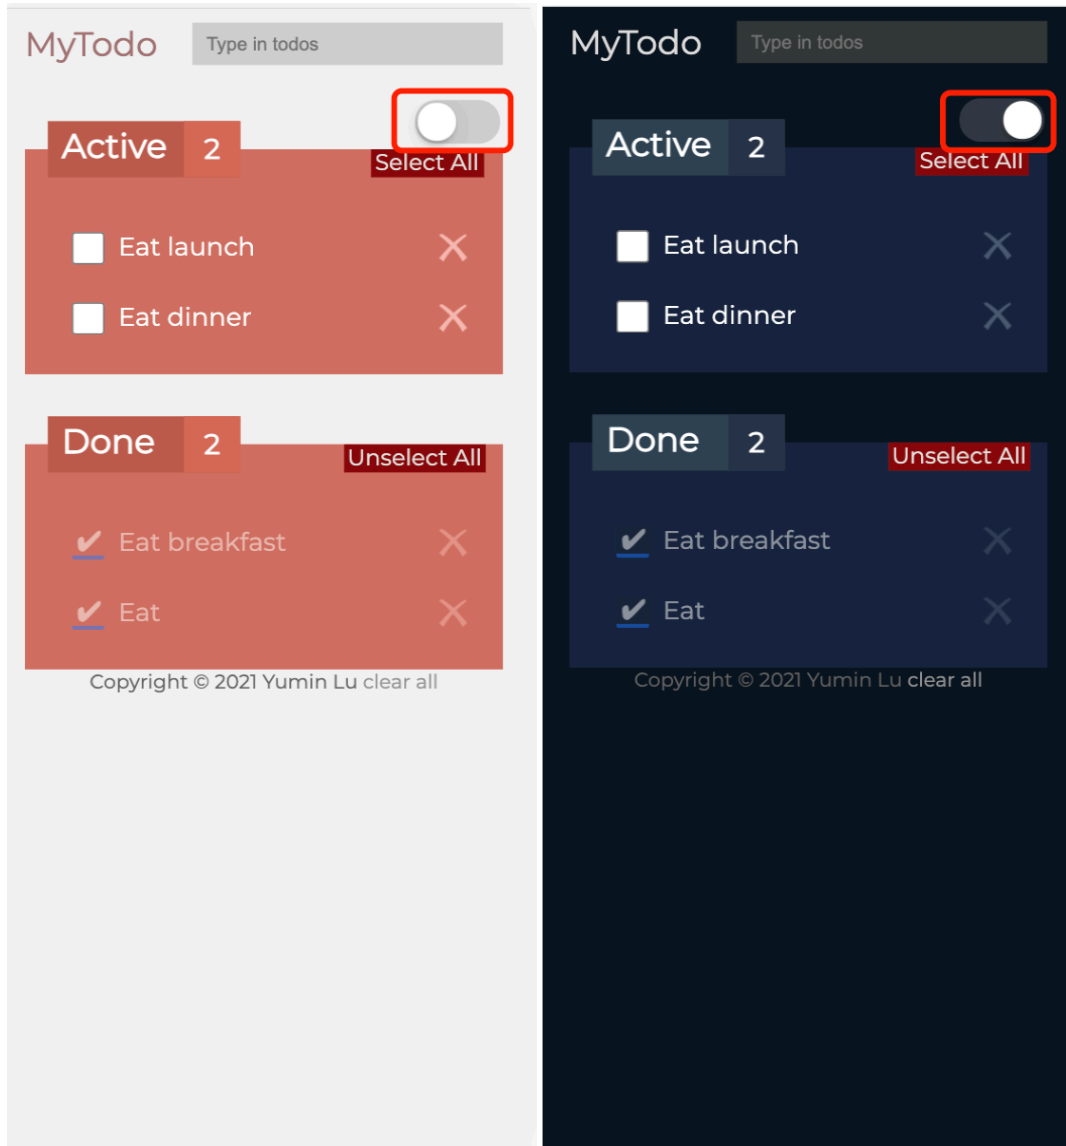 MyTodo
Type in todos
Active 2
Select All
Eat launch
Eat dinner
Done 2
Unselect All
Eat breakfast
Eat
Copyright © 2021 Yumin Lu clear all
MyTodo
Type in todos
Active 2
Select All
Eat launch
Eat dinner
Done 2
Unselect All
Eat breakfast
Eat
Copyright © 2021 Yumin Lu clear all